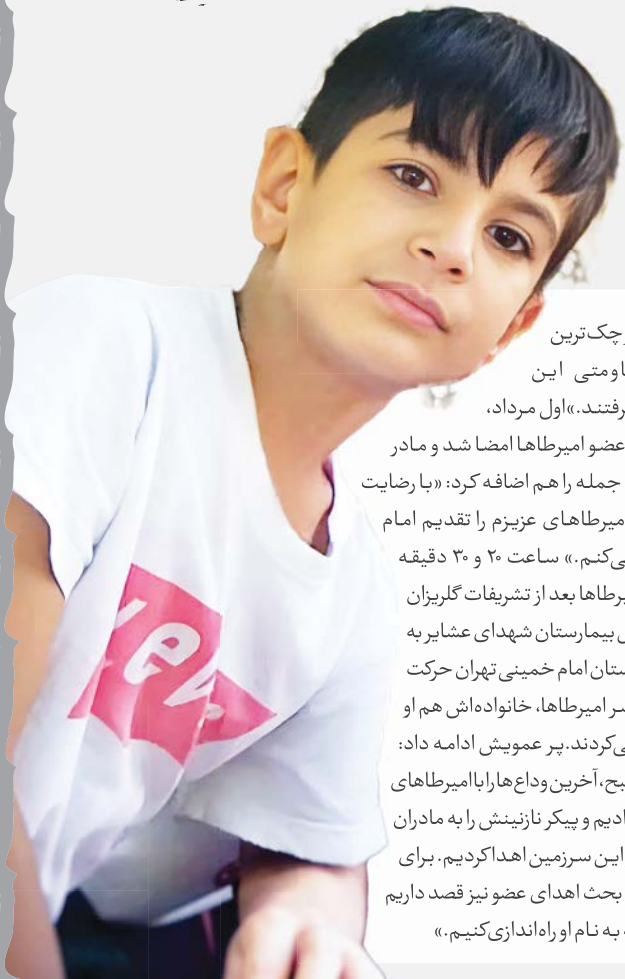 وچک‌ترین
اومتی این
رفتند.»اول مرداد،
عضو امیرطاها امضا شد و مادر
جمله را هم اضافه کرد: «با رضایت
میرطاهای عزیزم را تقدیم امام
ی‌کنم.» ساعت ۲۰ و ۳۰ دقیقه
یرطاها بعد از تشریفات گلریزان
ی بیمارستان شهدای عشایر به
ستان امام خمینی تهران حرکت
سر امیرطاها، خانواده‌اش هم او
ی‌کردند.پر عمویش ادامه داد:
بح، آخرین وداع‌ها را با امیرطاهای
ادیم و پیکر نازنینش را به مادران
این سرزمین اهدا کردیم. برای
بحث اهدای عضو نیز قصد داریم
به نام او راه‌اندازی کنیم.»